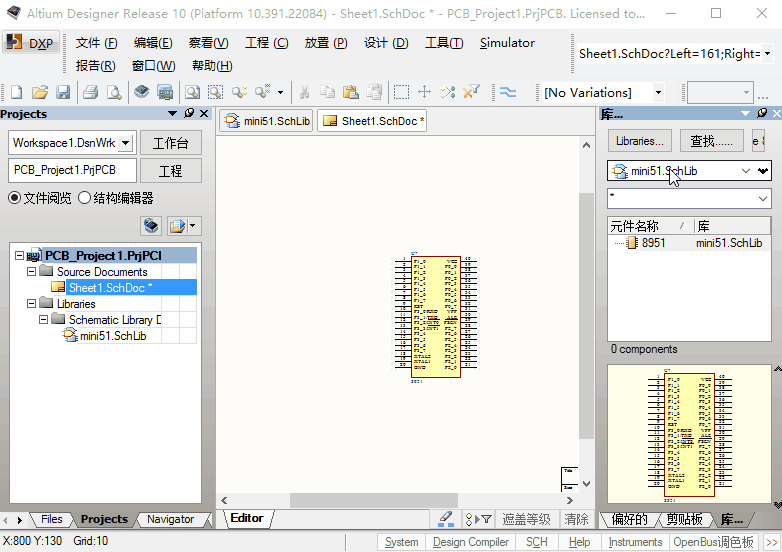 Altium Designer Release 10 (Platform 10.391.22084) - Sheet1.SchDoc * - PCB_Project1.PrjPCB. Licensed to...
DXP 文件 (F) 编辑(E) 察看(V) 工程 (C) 放置 (P) 设计 (D) 工具(T) Simulator
Sheet1.SchDoc?Left=161;Right=
报告(R) 窗口(W) 帮助(H)
[No Variations]
Projects
Workspace1.DsnWrk 工作台
PCB_Project1.PrjPCB 工程
文件阅览 结构编辑器
PCB_Project1.PrjPCI
Source Documents
Sheet1.SchDoc *
Libraries
Schematic Library D
mini51.SchLib
Files Projects Navigator
mini51.SchLib Sheet1.SchDoc *
8951
Editor
遮盖等级 清除
库...
Libraries... 查找......
mini51.SchLib
*
元件名称 / 库
8951 mini51.SchLib
0 components
8951
偏好的 剪贴板 库...
X:800 Y:130 Grid:10
System Design Compiler SCH Help Instruments OpenBus调色板 >>